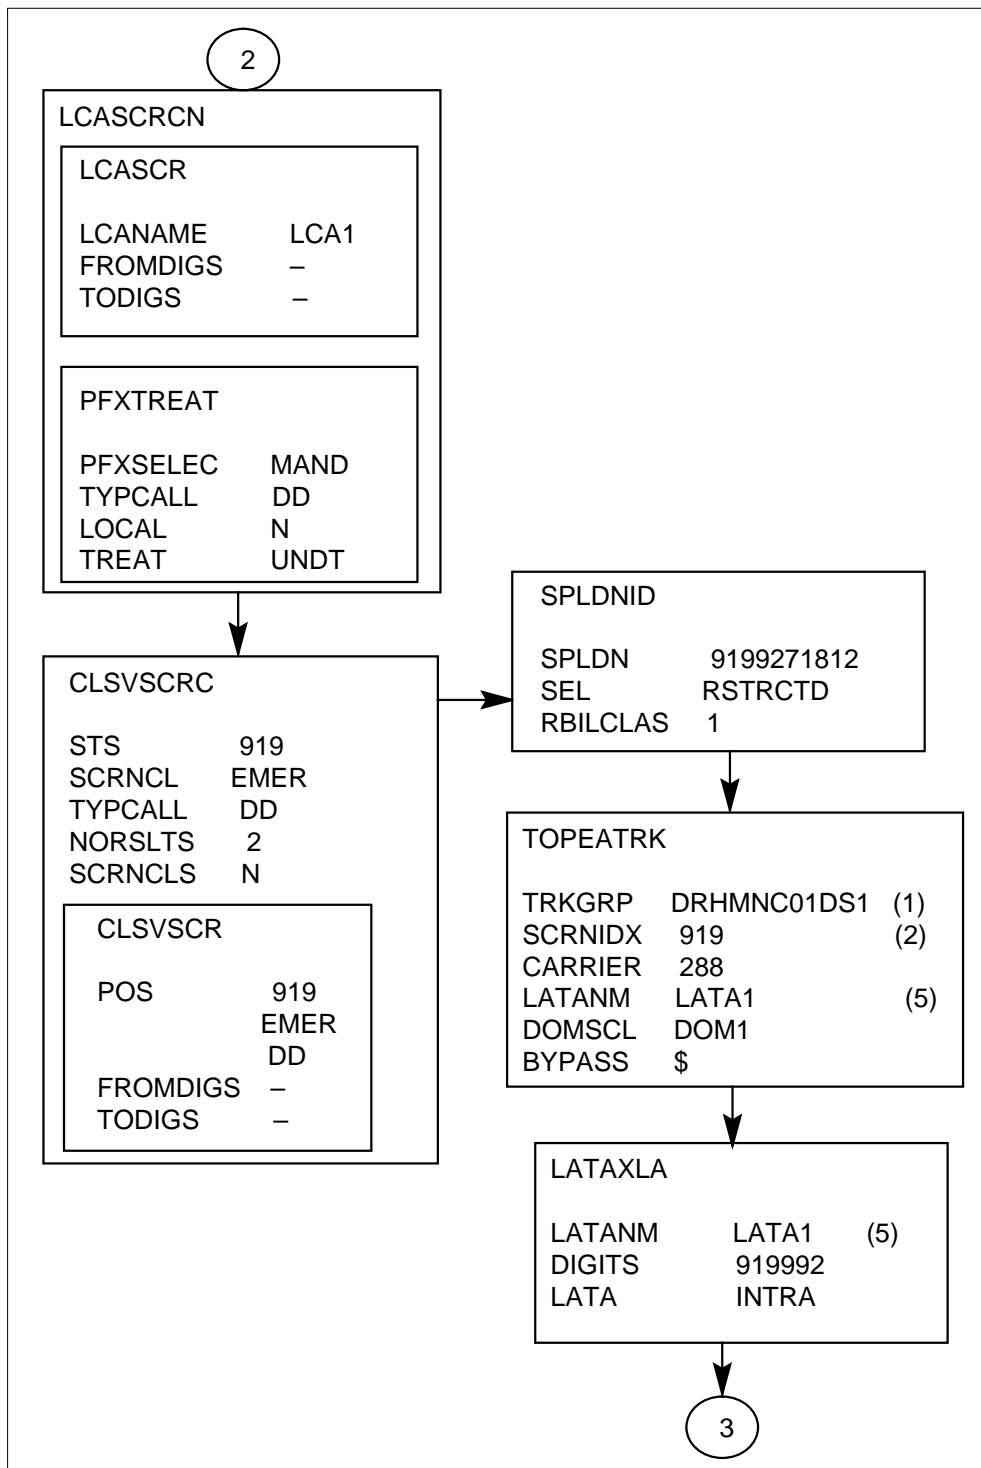 2
LCASCRCN
LCASCR
LCANAME LCA1
FROMDIGS –
TODIGS –
PFXTREAT
PFXSELEC MAND
TYPCALL DD
LOCAL N
TREAT UNDT
CLSVSCRC
STS 919
SCRNCL EMER
TYPCALL DD
NORSLTS 2
SCRNCLS N
CLSVSCR
POS 919
EMER
DD
FROMDIGS –
TODIGS –
SPLDNID
SPLDN 9199271812
SEL RSTRCTD
RBILCLAS 1
TOPEATRK
TRKGRP DRHMNC01DS1 (1)
SCRNIDX 919 (2)
CARRIER 288
LATANM LATA1 (5)
DOMSCL DOM1
BYPASS $
LATAXLA
LATANM LATA1 (5)
DIGITS 919992
LATA INTRA
3